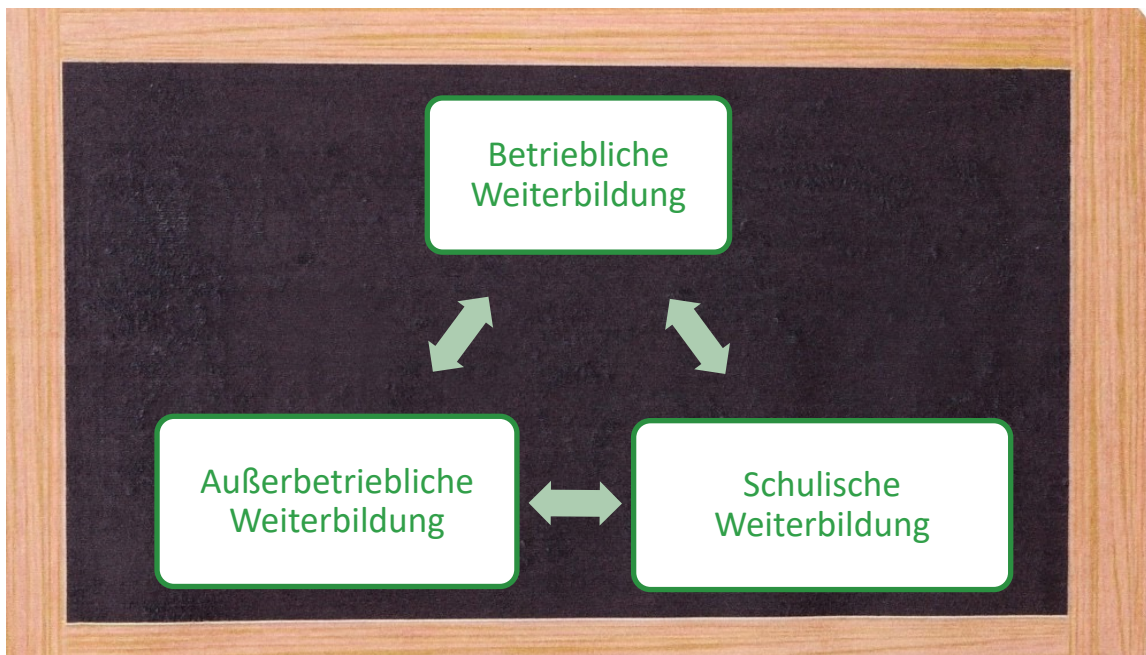 Betriebliche
Weiterbildung
Außerbetriebliche
Weiterbildung
Schulische
Weiterbildung